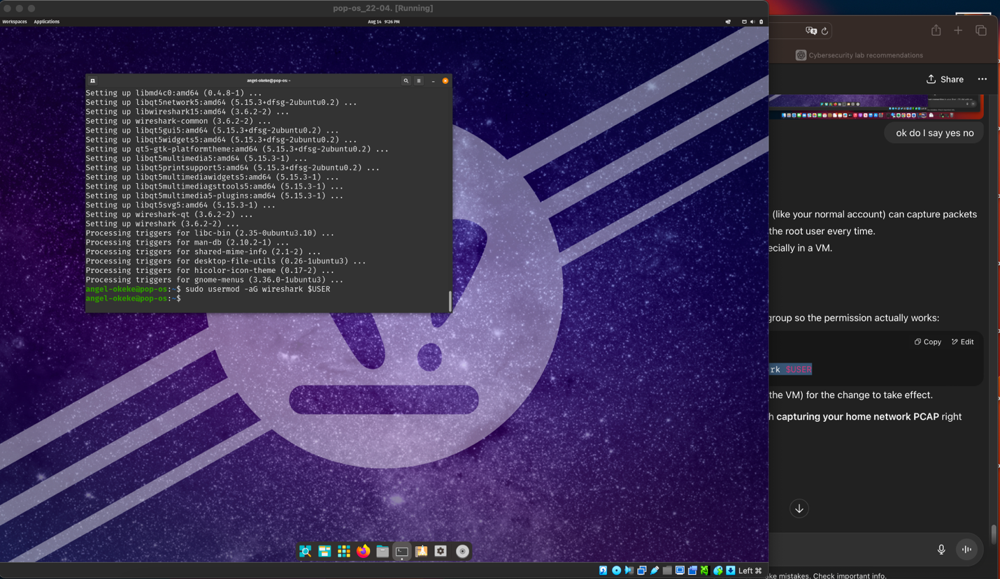 pop-os_22-04. [Running]
Workspaces Applications
Aug 14 9:26 PM
angel-okeke@pop-os: ~
Setting up libmd4c0:amd64 (0.4.8-1) ...
Setting up libqt5network5:amd64 (5.15.3+dfsg-2ubuntu0.2) ...
Setting up libwireshark15:amd64 (3.6.2-2) ...
Setting up wireshark-common (3.6.2-2) ...
Setting up libqt5gui5:amd64 (5.15.3+dfsg-2ubuntu0.2) ...
Setting up libqt5widgets5:amd64 (5.15.3+dfsg-2ubuntu0.2) ...
Setting up qt5-gtk-platformtheme:amd64 (5.15.3+dfsg-2ubuntu0.2) ...
Setting up libqt5multimedia5:amd64 (5.15.3-1) ...
Setting up libqt5printsupport5:amd64 (5.15.3+dfsg-2ubuntu0.2) ...
Setting up libqt5multimediawidgets5:amd64 (5.15.3-1) ...
Setting up libqt5multimediagsttools5:amd64 (5.15.3-1) ...
Setting up libqt5multimedia5-plugins:amd64 (5.15.3-1) ...
Setting up libqt5svg5:amd64 (5.15.3-1) ...
Setting up wireshark-qt (3.6.2-2) ...
Setting up wireshark (3.6.2-2) ...
Processing triggers for libc-bin (2.35-0ubuntu3.10) ...
Processing triggers for man-db (2.10.2-1) ...
Processing triggers for shared-mime-info (2.1-2) ...
Processing triggers for desktop-file-utils (0.26-1ubuntu3) ...
Processing triggers for hicolor-icon-theme (0.17-2) ...
Processing triggers for gnome-menus (3.36.0-1ubuntu3) ...
angel-okeke@pop-os:~$ sudo usermod -aG wireshark $USER
angel-okeke@pop-os:~$
Left ⌘
Cybersecurity lab recommendations
Share
ok do I say yes no
(like your normal account) can capture packets
the root user every time.
ecially in a VM.
group so the permission actually works:
Copy Edit
rk $USER
the VM) for the change to take effect.
h capturing your home network PCAP right
ake mistakes. Check important info.